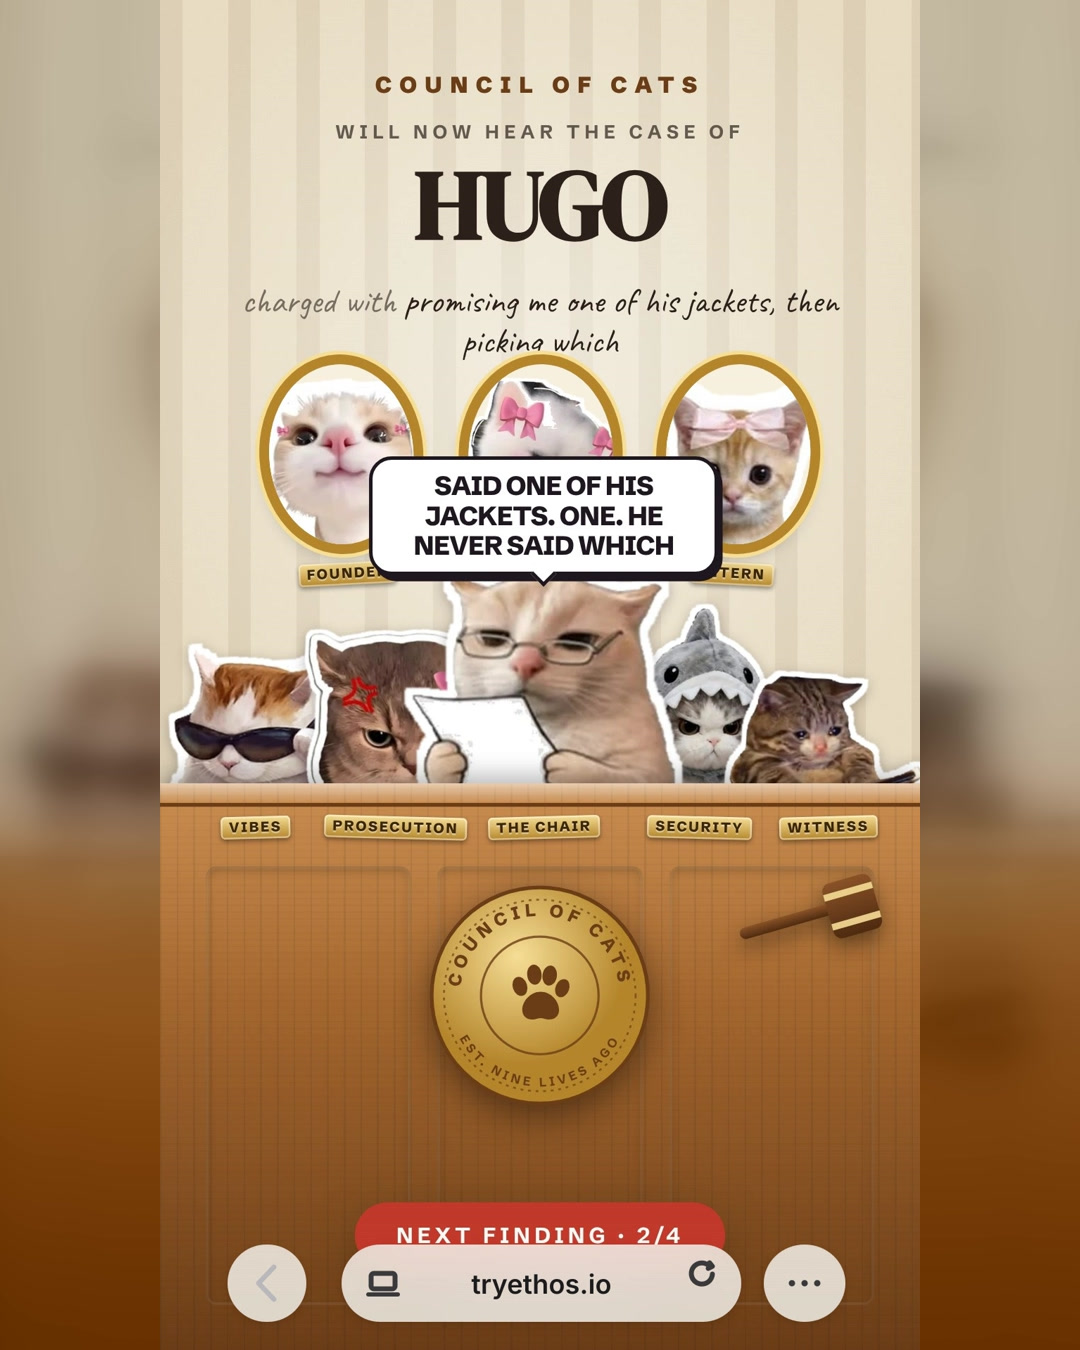 COUNCIL OF CATS
WILL NOW HEAR THE CASE OF
HUGO
charged with promising me one of his jackets, then
picking which
SAID ONE OF HIS
JACKETS. ONE. HE
NEVER SAID WHICH
VIBES
PROSECUTION
THE CHAIR
SECURITY
WITNESS
COUNCIL OF CATS
EST. NINE LIVES AGO
NEXT FINDING · 2/4
tryethos.io